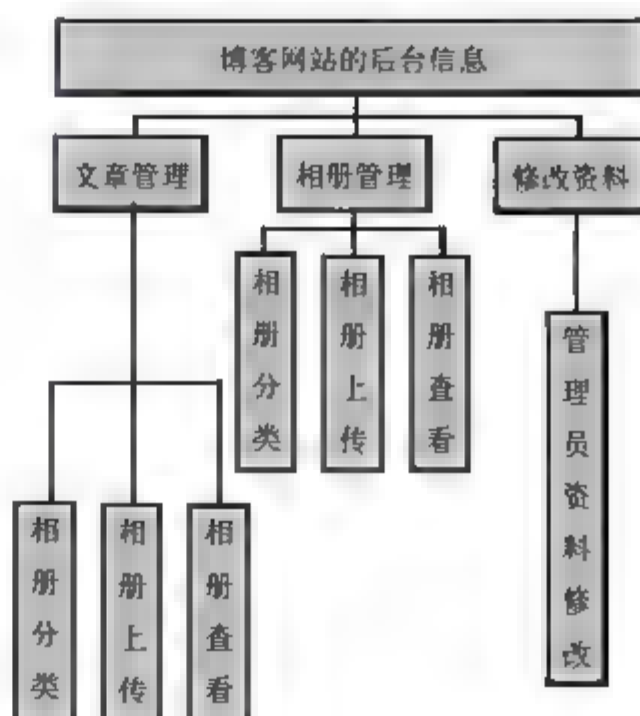 博客网站的后台信息
文章管理
相册管理
修改资料
相册分类
相册上传
相册查看
管理员资料修改
相册分类
相册上传
相册查看